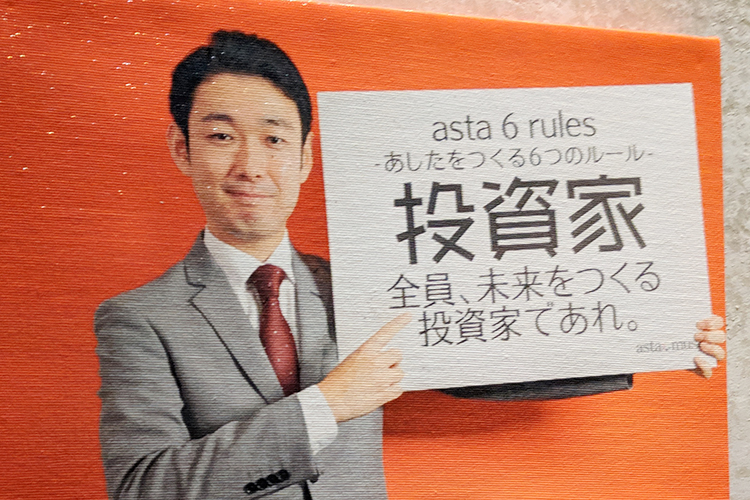 asta 6 rules
-あしたをつくる6つのルール-
投資家
全員、未来をつくる
投資家であれ。
asta